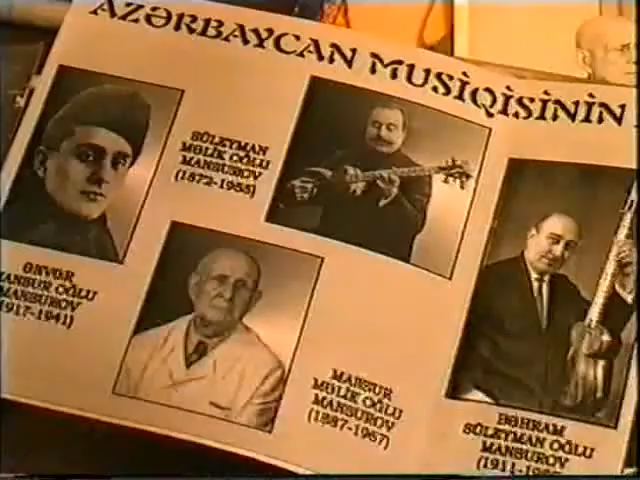 AZƏRBAYCAN MUSİQİSİNİN
SÜLEYMAN
MƏLİK OĞLU
MANSUROV
(1872-1955)
ƏNVƏR
MANSUR OĞLU
MANSUROV
(1917-1941)
MANSUR
MƏLİK OĞLU
MANSUROV
(1887-1967)
BƏHRAM
SÜLEYMAN OĞLU
MANSUROV